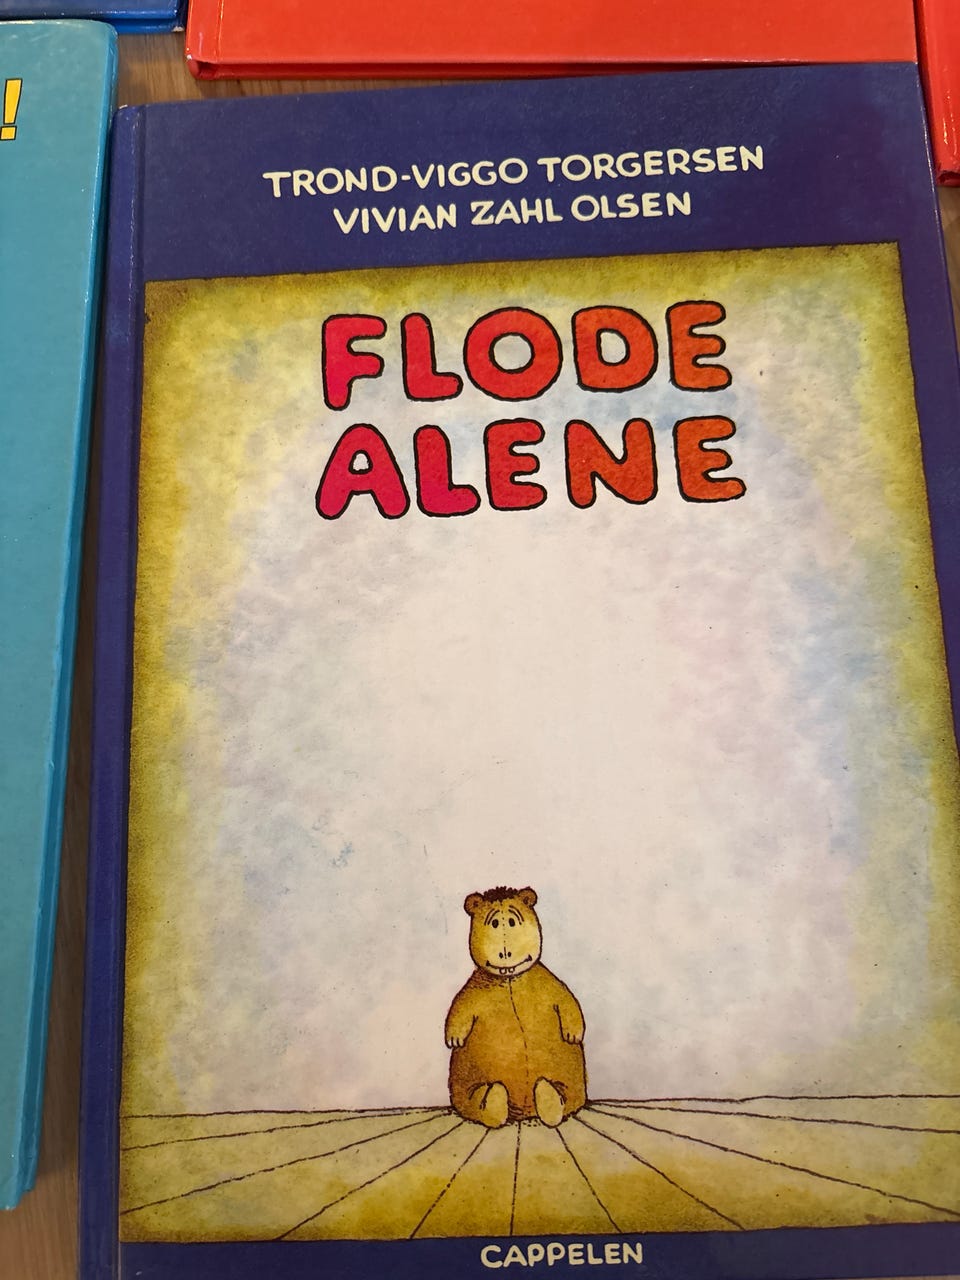 !
TROND-VIGGO TORGERSEN
VIVIAN ZAHL OLSEN
FLODE
ALENE
CAPPELEN